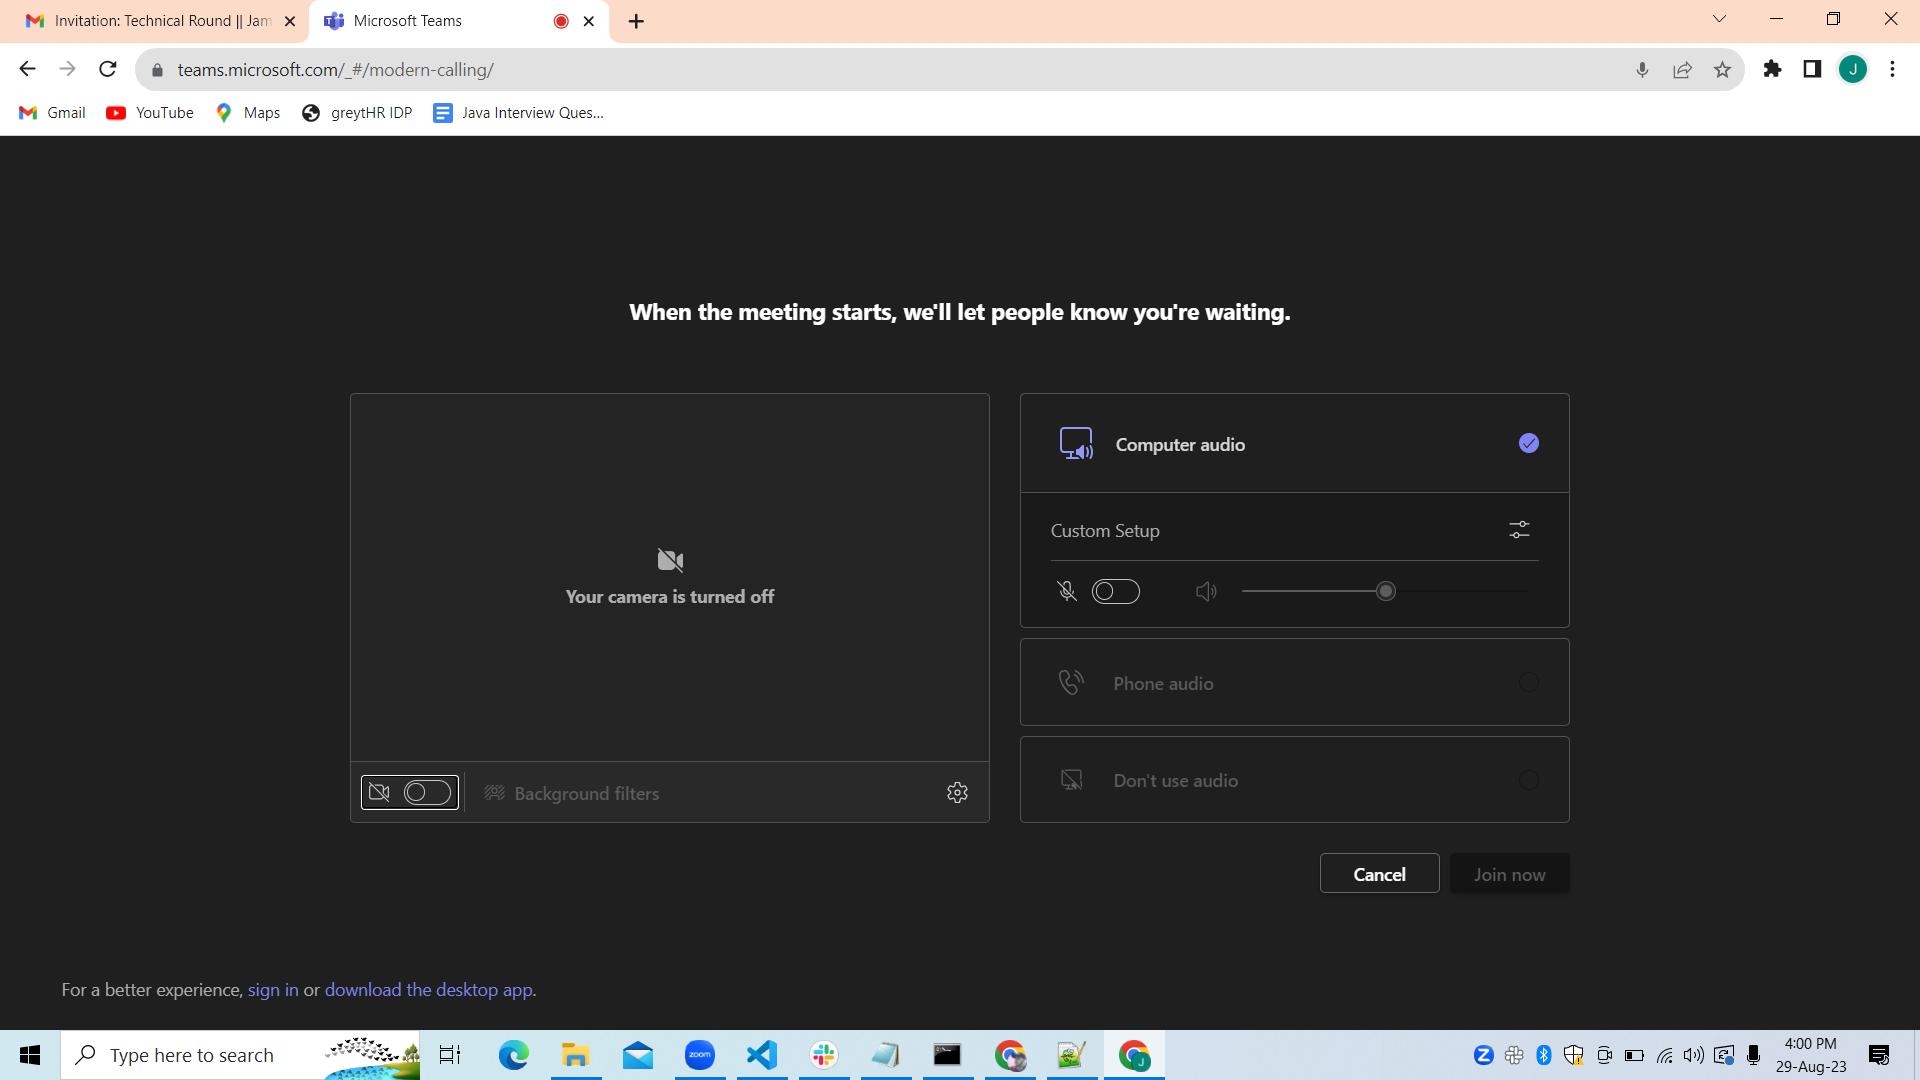 Invitation: Technical Round || Jam
Microsoft Teams
teams.microsoft.com/_#/modern-calling/
J
Gmail
YouTube
Maps
greytHR IDP
Java Interview Ques...
When the meeting starts, we'll let people know you're waiting.
Your camera is turned off
Background filters
Computer audio
Custom Setup
Phone audio
Don't use audio
Cancel
Join now
For a better experience, sign in or download the desktop app.
Type here to search
zoom
J
Z
4:00 PM
29-Aug-23